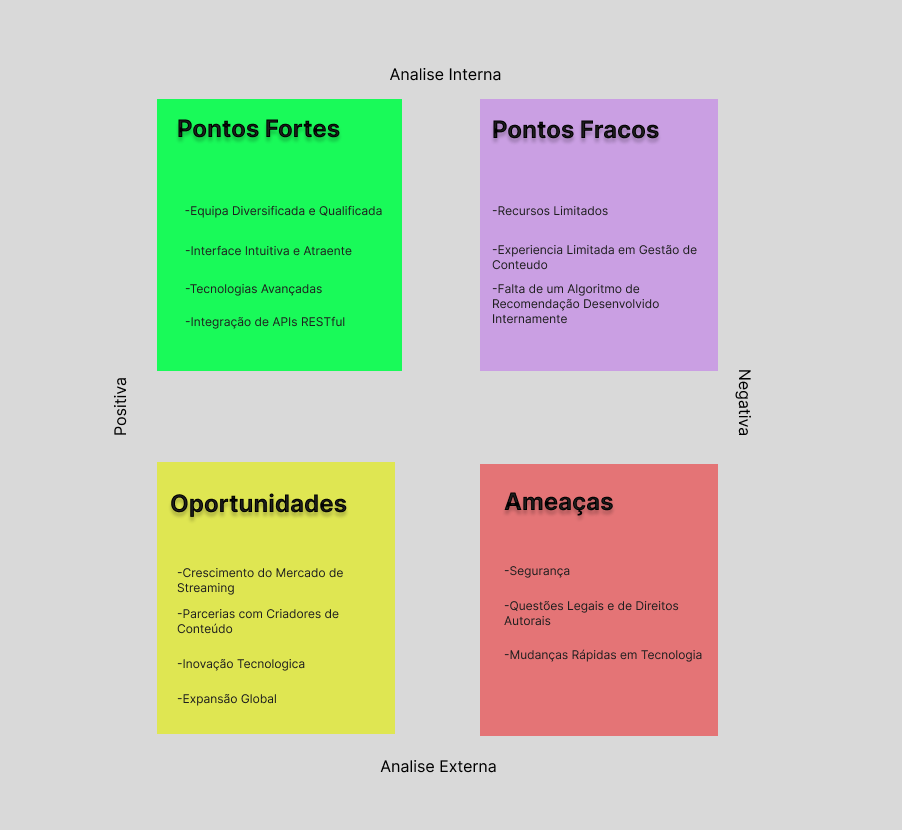 Analise Interna
Pontos Fortes
-Equipa Diversificada e Qualificada
-Interface Intuitiva e Atraente
-Tecnologias Avançadas
-Integração de APIs RESTful
Pontos Fracos
-Recursos Limitados
-Experiencia Limitada em Gestão de
Conteudo
-Falta de um Algoritmo de
Recomendação Desenvolvido
Internamente
Positiva
Negativa
Oportunidades
-Crescimento do Mercado de
Streaming
-Parcerias com Criadores de
Conteúdo
-Inovação Tecnologica
-Expansão Global
Ameaças
-Segurança
-Questões Legais e de Direitos
Autorais
-Mudanças Rápidas em Tecnologia
Analise Externa